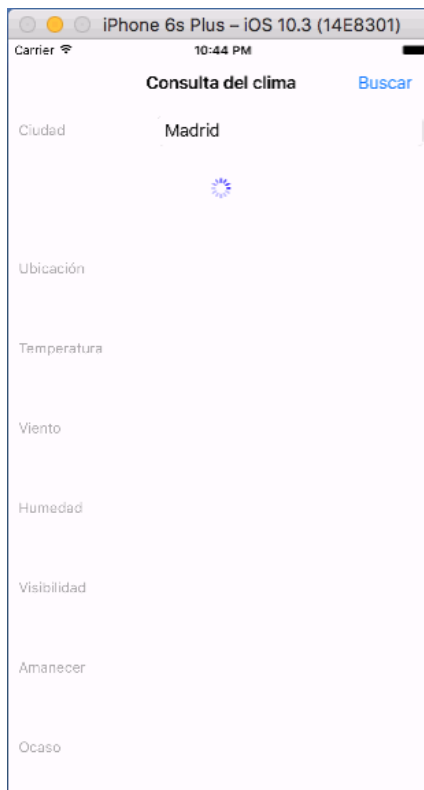 iPhone 6s Plus – iOS 10.3 (14E8301)
Carrier 10:44 PM
Consulta del clima Buscar
Ciudad Madrid
Ubicación
Temperatura
Viento
Humedad
Visibilidad
Amanecer
Ocaso